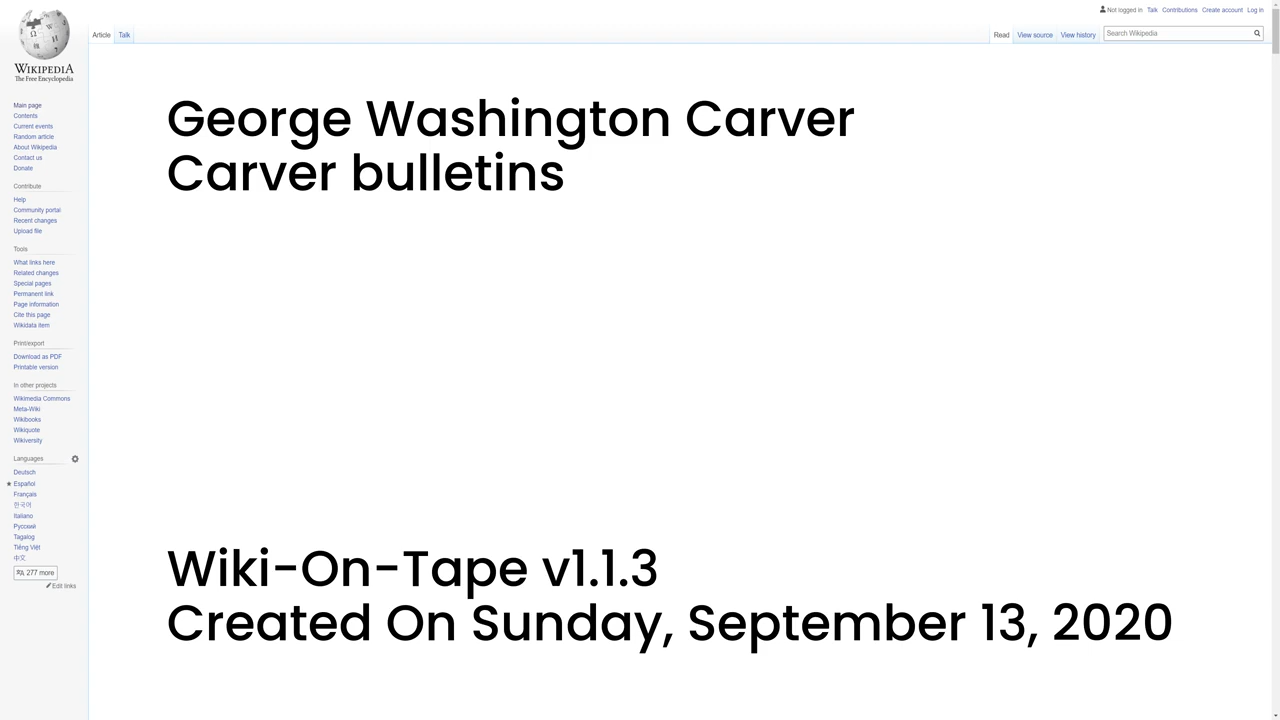 Not logged in Talk Contributions Create account Log in
Article Talk Read View source View history Search Wikipedia
WIKIPEDIA
The Free Encyclopedia
Main page
Contents
Current events
Random article
About Wikipedia
Contact us
Donate
Contribute
Help
Community portal
Recent changes
Upload file
Tools
What links here
Related changes
Special pages
Permanent link
Page information
Cite this page
Wikidata item
Print/export
Download as PDF
Printable version
In other projects
Wikimedia Commons
Meta-Wiki
Wikibooks
Wikiquote
Wikiversity
Languages
Deutsch
Español
Français
한국어
Italiano
Русский
Tagalog
Tiếng Việt
中文
277 more
Edit links
George Washington Carver
Carver bulletins
Wiki-On-Tape v1.1.3
Created On Sunday, September 13, 2020